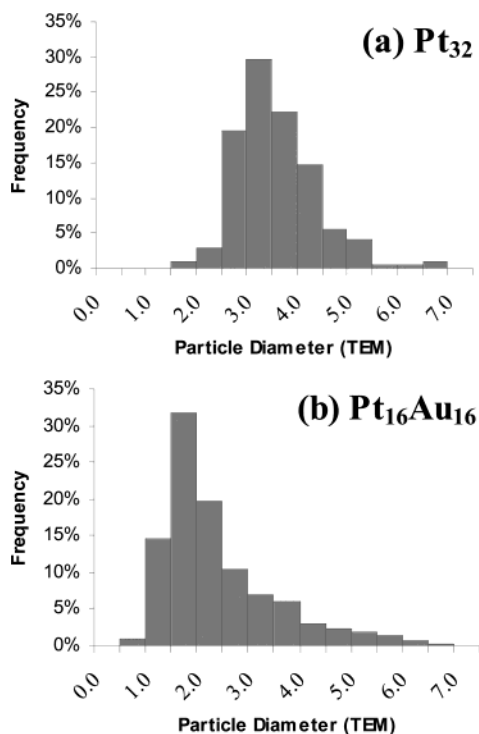 (a) Pt₃₂
35%
30%
25%
20%
15%
10%
5%
0%
Frequency
0.0 1.0 2.0 3.0 4.0 5.0 6.0 7.0
Particle Diameter (TEM)
(b) Pt₁₆Au₁₆
35%
30%
25%
20%
15%
10%
5%
0%
Frequency
0.0 1.0 2.0 3.0 4.0 5.0 6.0 7.0
Particle Diameter (TEM)